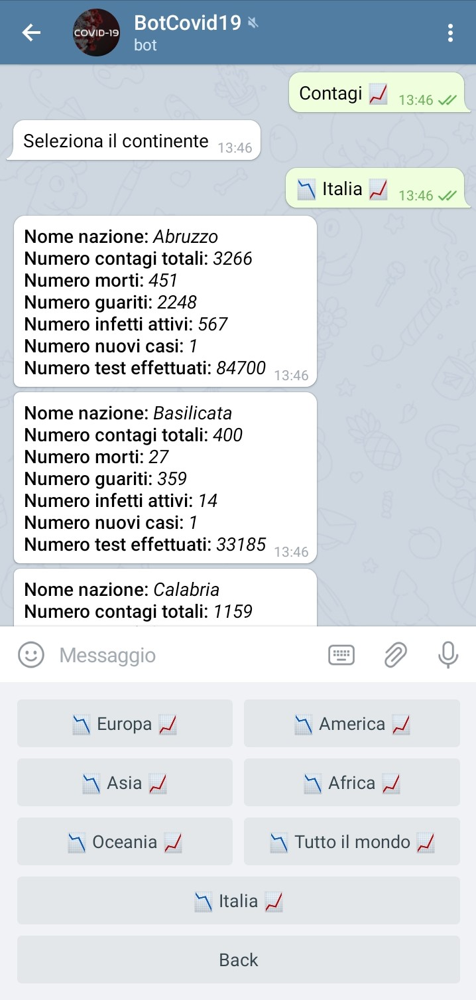 COVID-19
BotCovid19
bot
Contagi 13:46
Seleziona il continente 13:46
Italia 13:46
Nome nazione: Abruzzo
Numero contagi totali: 3266
Numero morti: 451
Numero guariti: 2248
Numero infetti attivi: 567
Numero nuovi casi: 1
Numero test effettuati: 84700 13:46
Nome nazione: Basilicata
Numero contagi totali: 400
Numero morti: 27
Numero guariti: 359
Numero infetti attivi: 14
Numero nuovi casi: 1
Numero test effettuati: 33185 13:46
Nome nazione: Calabria
Numero contagi totali: 1159
Messaggio
Europa
America
Asia
Africa
Oceania
Tutto il mondo
Italia
Back